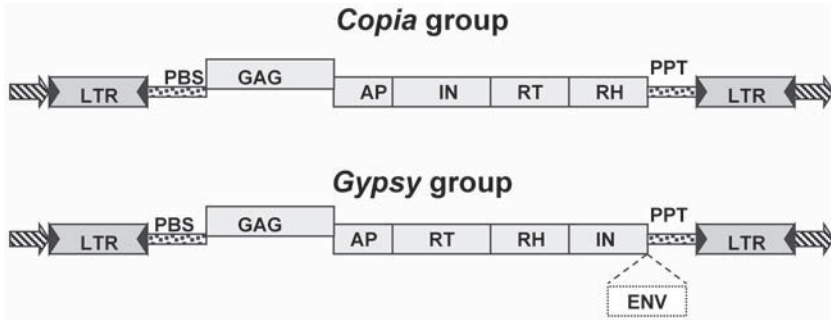 Copia group
PBS GAG PPT
LTR AP IN RT RH LTR
Gypsy group
PBS GAG PPT
LTR AP RT RH IN LTR
ENV